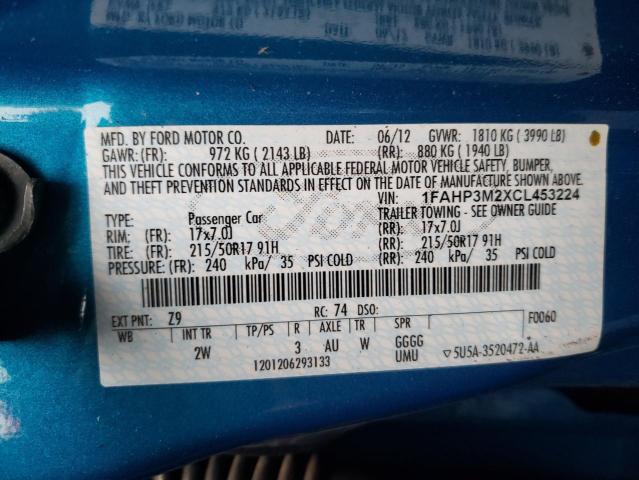 MFD. BY FORD MOTOR CO. DATE: 06/12 GVWR: 1810 KG ( 3990 LB)
GAWR: (FR): 972 KG ( 2143 LB) (RR): 880 KG ( 1940 LB)
THIS VEHICLE CONFORMS TO ALL APPLICABLE FEDERAL MOTOR VEHICLE SAFETY, BUMPER,
AND THEFT PREVENTION STANDARDS IN EFFECT ON THE DATE OF MANUFACTURE SHOWN ABOVE.
VIN: 1FAHP3M2XCL453224
TYPE: Passenger Car TRAILER TOWING - SEE OWNER GUIDE
RIM: (FR): 17x7.0J (RR): 17x7.0J
TIRE: (FR): 215/50R17 91H (RR): 215/50R17 91H
PRESSURE: (FR): 240 kPa/ 35 PSI COLD (RR): 240 kPa/ 35 PSI COLD
EXT PNT: Z9 RC: 74 DSO: F0060
WB INT TR TP/PS R AXLE TR SPR
2W 3 AU W GGGG
UMU
1201206293133 ▽5U5A-3520472-AA